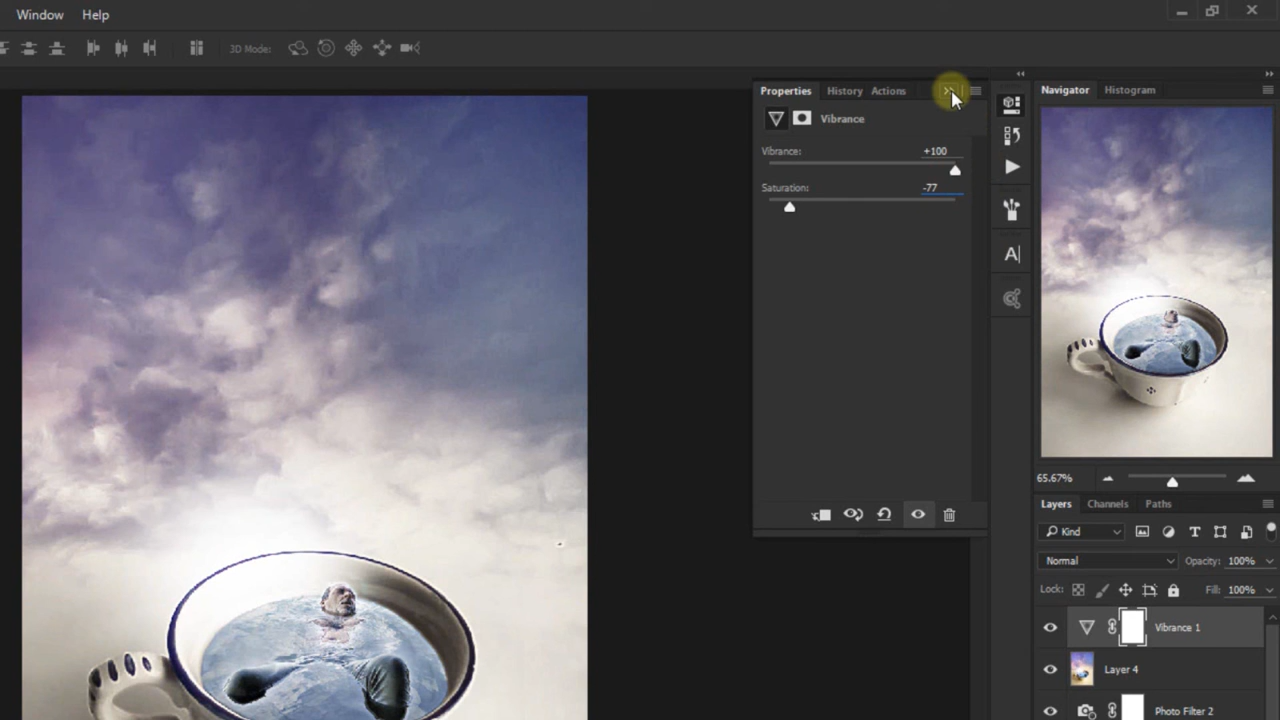 Window Help
3D Mode:
Properties History Actions
Navigator Histogram
Vibrance
Vibrance: +100
Saturation: -77
A
65.67%
Layers Channels Paths
Kind
T
Normal Opacity: 100%
Lock: Fill: 100%
Vibrance 1
Layer 4
Photo Filter 2